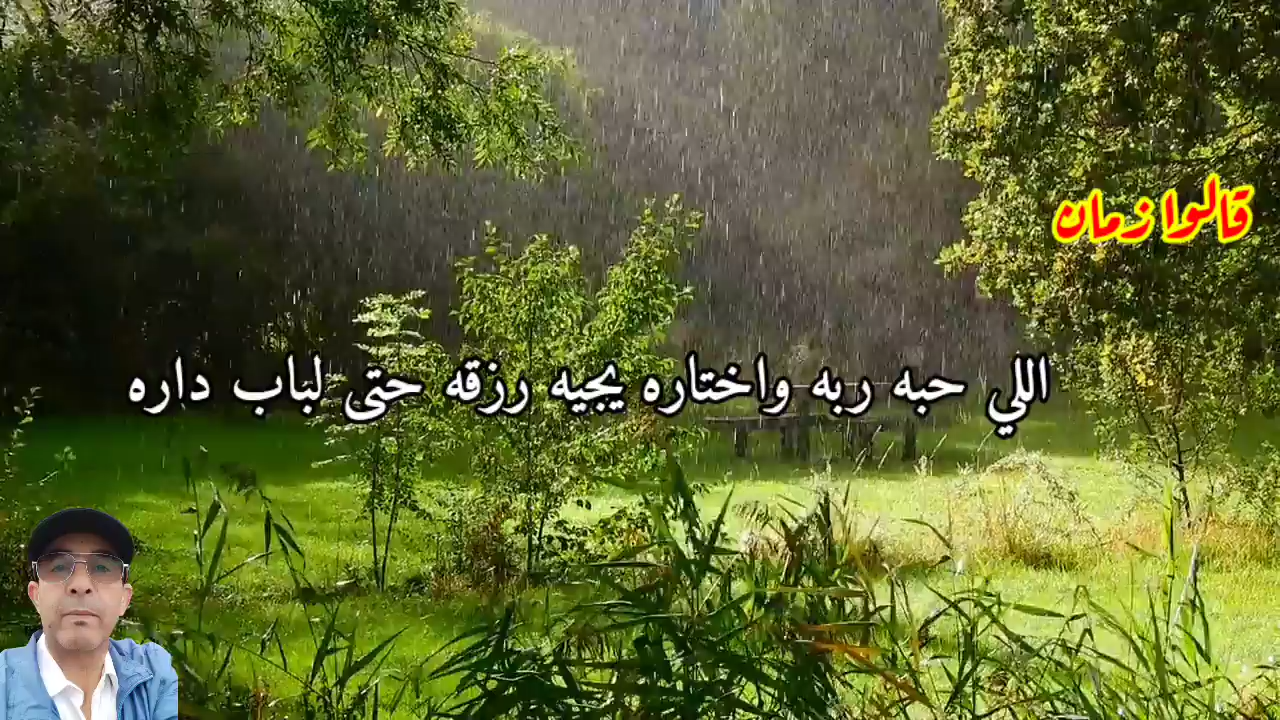 قالوا زمان
اللي حبه ربه واختاره يجيه رزقه حتى لباب داره